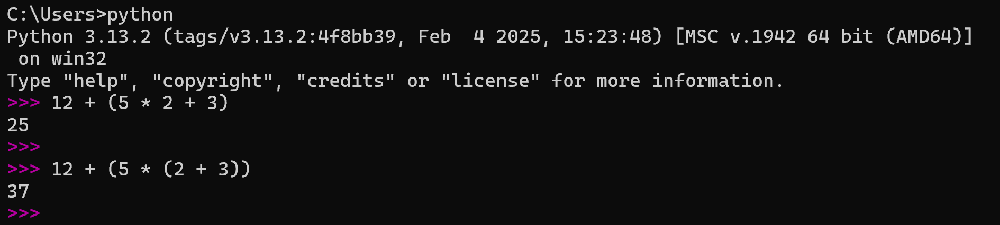 C:\Users>python
Python 3.13.2 (tags/v3.13.2:4f8bb39, Feb  4 2025, 15:23:48) [MSC v.1942 64 bit (AMD64)]
 on win32
Type "help", "copyright", "credits" or "license" for more information.
>>> 12 + (5 * 2 + 3)
25
>>>
>>> 12 + (5 * (2 + 3))
37
>>>